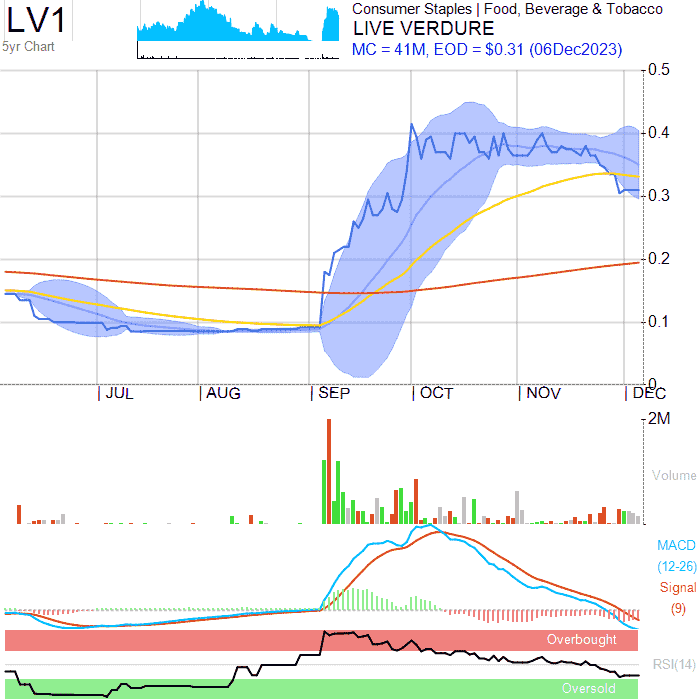 LV1
5yr Chart
Consumer Staples | Food, Beverage & Tobacco
LIVE VERDURE
MC = 41M, EOD = $0.31 (06Dec2023)
0.5
0.4
0.3
0.2
0.1
0
JUL AUG SEP OCT NOV DEC
2M
Volume
MACD
(12-26)
Signal
(9)
Overbought
RSI(14)
Oversold